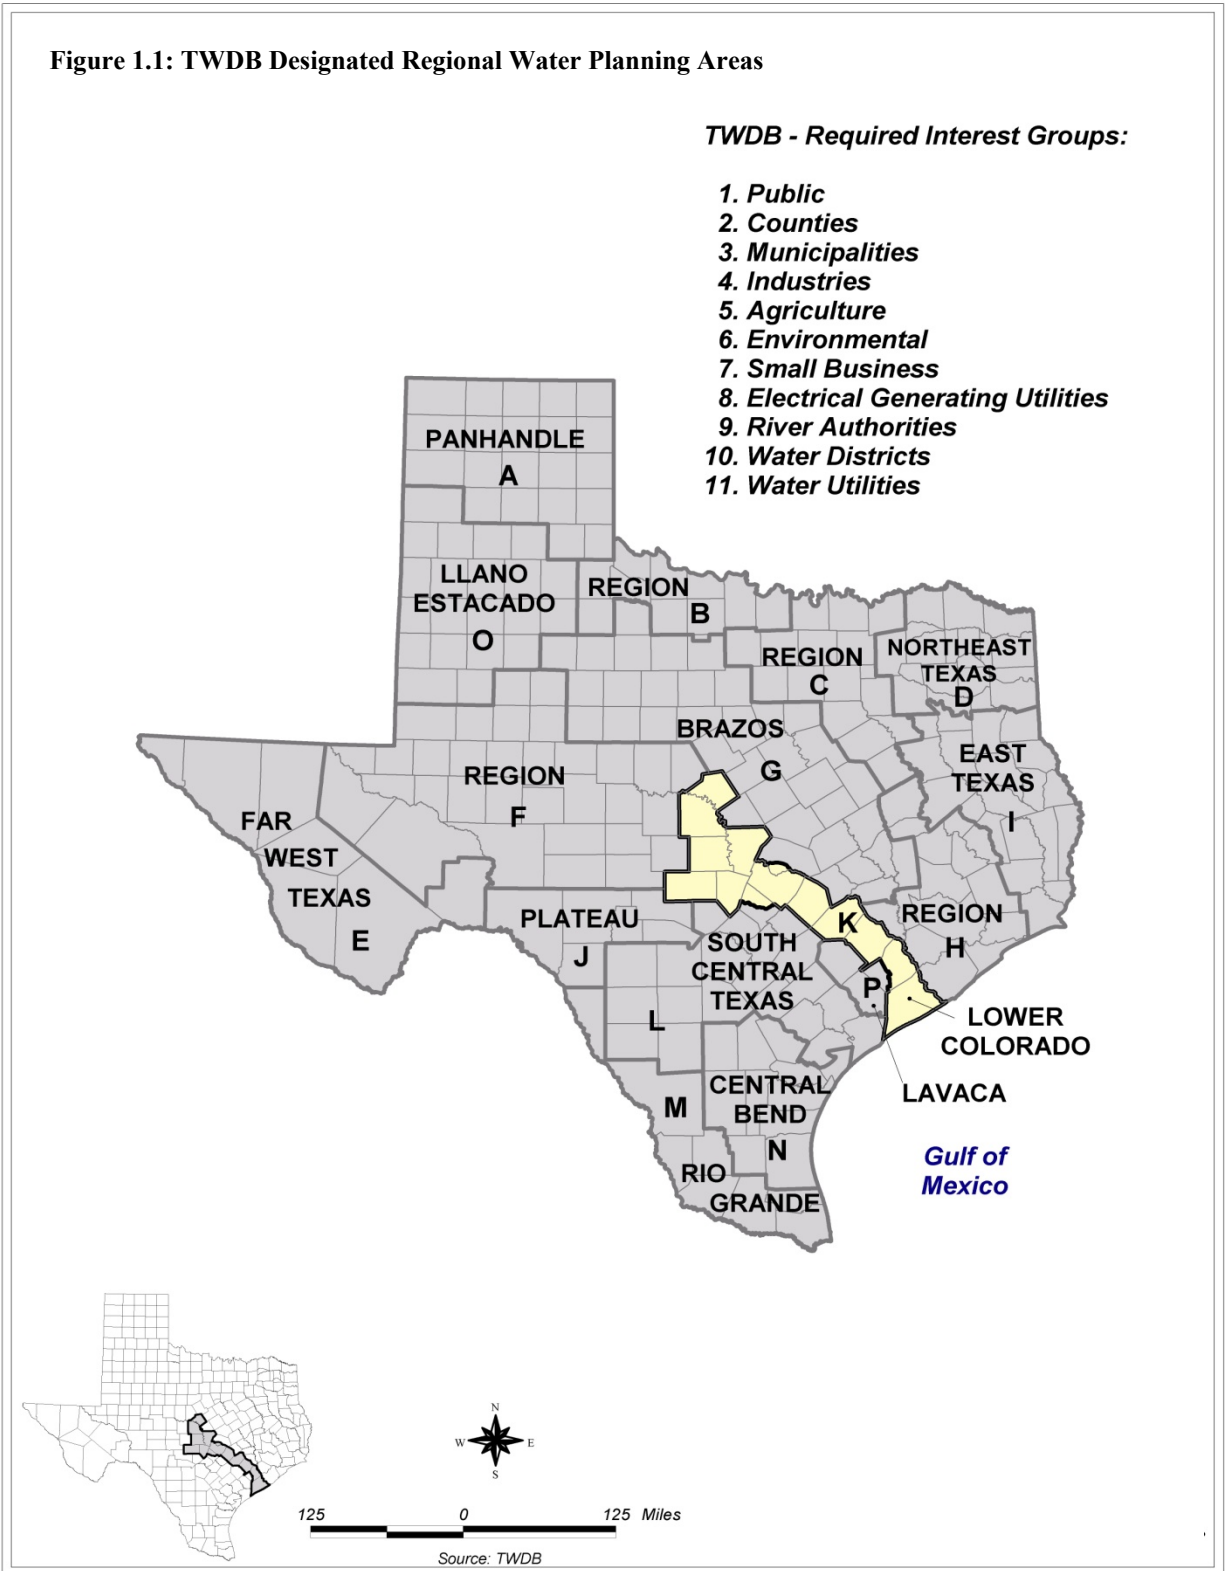 Figure 1.1: TWDB Designated Regional Water Planning Areas
TWDB - Required Interest Groups:
1. Public
2. Counties
3. Municipalities
4. Industries
5. Agriculture
6. Environmental
7. Small Business
8. Electrical Generating Utilities
9. River Authorities
10. Water Districts
11. Water Utilities
PANHANDLE
A
LLANO
ESTACADO
O
REGION
B
REGION
C
NORTHEAST
TEXAS
D
BRAZOS
G
EAST
TEXAS
I
REGION
F
FAR
WEST
TEXAS
E
PLATEAU
J
SOUTH
CENTRAL
TEXAS
L
K
REGION
H
P
LOWER
COLORADO
LAVACA
M
CENTRAL
BEND
N
RIO
GRANDE
Gulf of
Mexico
N
W E
S
125 0 125 Miles
Source: TWDB